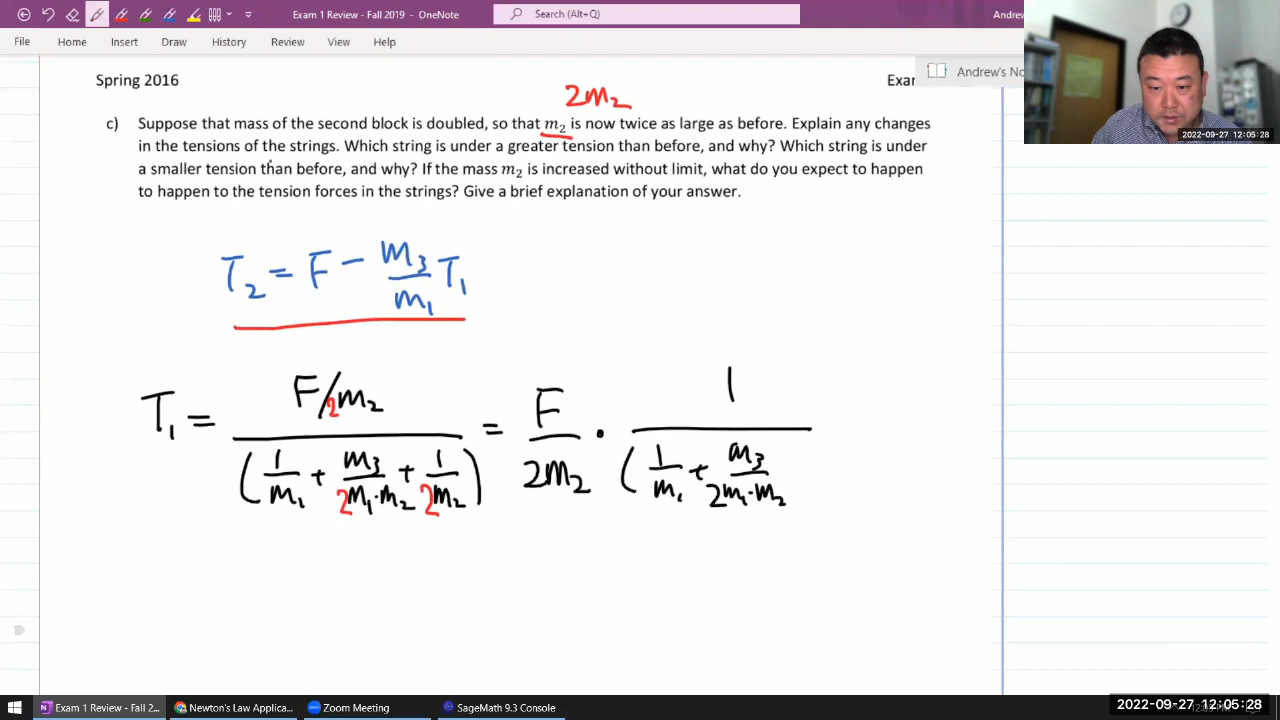 Exam 1 Review - Fall 2019 - OneNote
Search (Alt+Q)
Andrew
File Home Insert Draw History Review View Help
Andrew's No
Spring 2016
Exam
2m₂
c) Suppose that mass of the second block is doubled, so that m₂ is now twice as large as before. Explain any changes
in the tensions of the strings. Which string is under a greater tension than before, and why? Which string is under
a smaller tension than before, and why? If the mass m₂ is increased without limit, what do you expect to happen
to happen to the tension forces in the strings? Give a brief explanation of your answer.
T₂ = F − m₃/m₁ T₁
T₁ = (F/2m₂) / (1/m₁ + m₃/2m₁·m₂ + 1/2m₂) = F/2m₂ · 1 / (1/m₁ + m₃/2m₁·m₂
2022-09-27 12:05:28
Exam 1 Review - Fall 2... Newton's Law Applica... Zoom Meeting SageMath 9.3 Console
2022-09-27 12:05:28